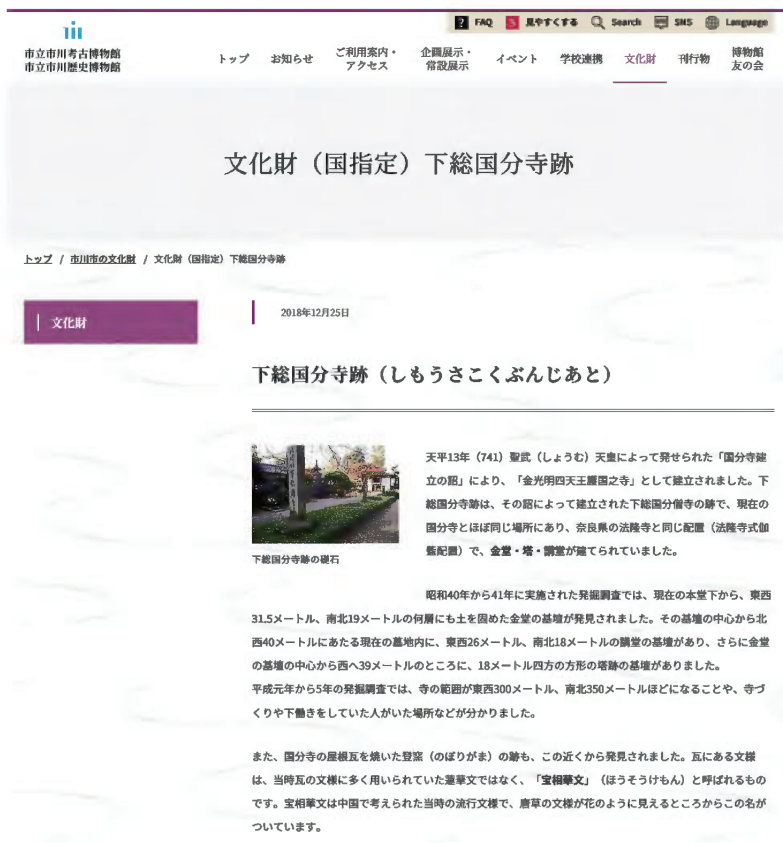 FAQ 見やすくする Search SNS Language
市立市川考古博物館
市立市川歴史博物館
トップ お知らせ ご利用案内・アクセス 企画展示・常設展示 イベント 学校連携 文化財 刊行物 博物館友の会
文化財（国指定）下総国分寺跡
トップ / 市川市の文化財 / 文化財（国指定）下総国分寺跡
文化財
2018年12月25日
下総国分寺跡（しもうさこくぶんじあと）
天平13年（741）聖武（しょうむ）天皇によって発せられた「国分寺建
立の詔」により、「金光明四天王護国之寺」として建立されました。下
総国分寺跡は、その詔によって建立された下総国分僧寺の跡で、現在の
国分寺とほぼ同じ場所にあり、奈良県の法隆寺と同じ配置（法隆寺式伽
藍配置）で、金堂・塔・講堂が建てられていました。
下総国分寺跡の礎石
昭和40年から41年に実施された発掘調査では、現在の本堂下から、東西
31.5メートル、南北19メートルの何層にも土を固めた金堂の基壇が発見されました。その基壇の中心から北
西40メートルにあたる現在の墓地内に、東西26メートル、南北18メートルの講堂の基壇があり、さらに金堂
の基壇の中心から西へ39メートルのところに、18メートル四方の方形の塔跡の基壇がありました。
平成元年から5年の発掘調査では、寺の範囲が東西300メートル、南北350メートルほどになることや、寺づ
くりや下働きをしていた人がいた場所などが分かりました。
また、国分寺の屋根瓦を焼いた登窯（のぼりがま）の跡も、この近くから発見されました。瓦にある文様
は、当時瓦の文様に多く用いられていた蓮華文ではなく、「宝相華文」（ほうそうけもん）と呼ばれるもの
です。宝相華文は中国で考えられた当時の流行文様で、唐草の文様が花のように見えるところからこの名が
ついています。